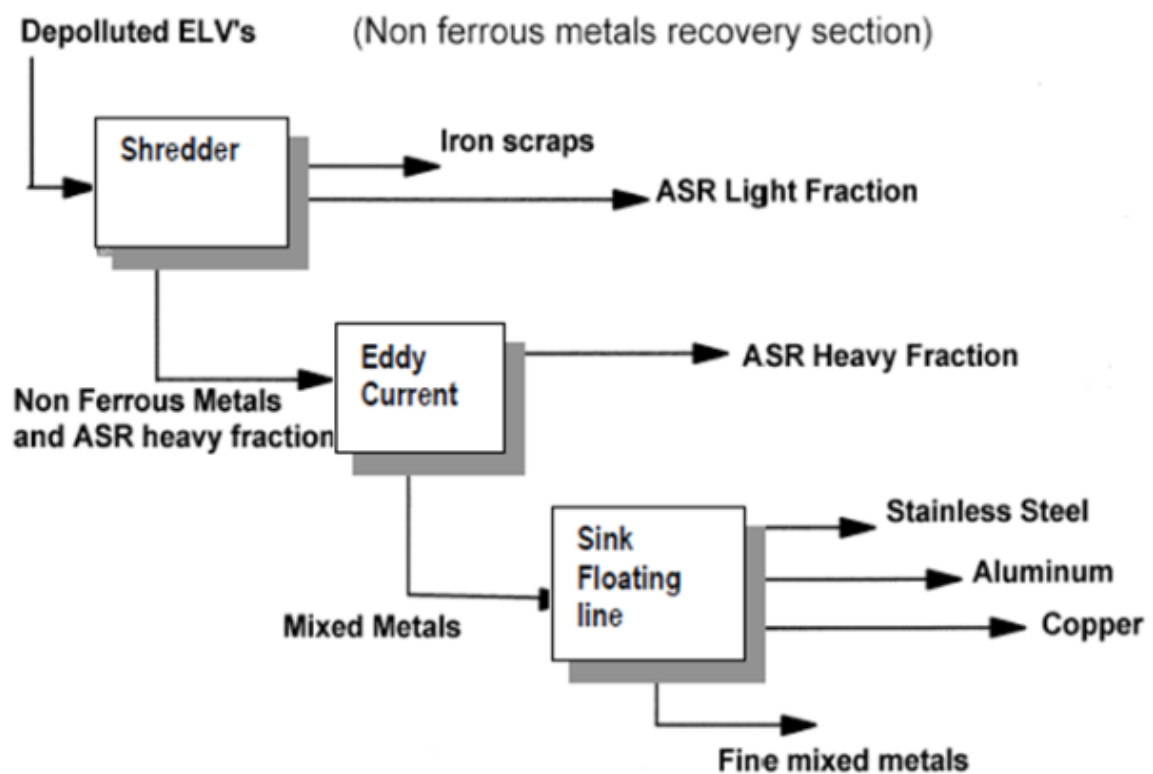 Depolluted ELV's
(Non ferrous metals recovery section)
Shredder
Iron scraps
ASR Light Fraction
Eddy
Current
ASR Heavy Fraction
Non Ferrous Metals
and ASR heavy fraction
Sink
Floating
line
Stainless Steel
Aluminum
Copper
Mixed Metals
Fine mixed metals